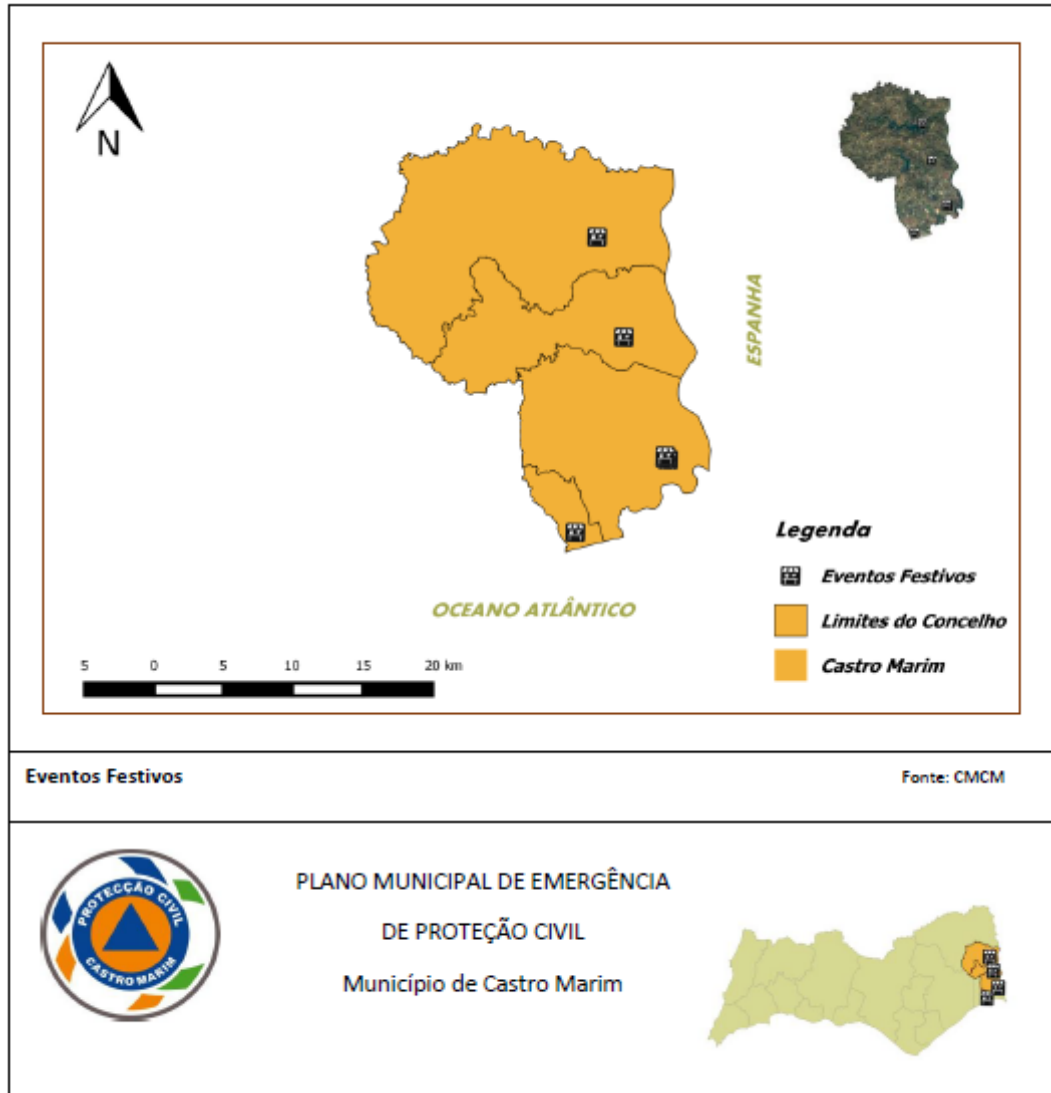 N
ESPANHA
OCEANO ATLÂNTICO
Legenda
Eventos Festivos
Limites do Concelho
Castro Marim
5 0 5 10 15 20 km
Eventos Festivos
Fonte: CMCM
PROTECÇÃO CIVIL
CASTRO MARIM
PLANO MUNICIPAL DE EMERGÊNCIA
DE PROTEÇÃO CIVIL
Município de Castro Marim